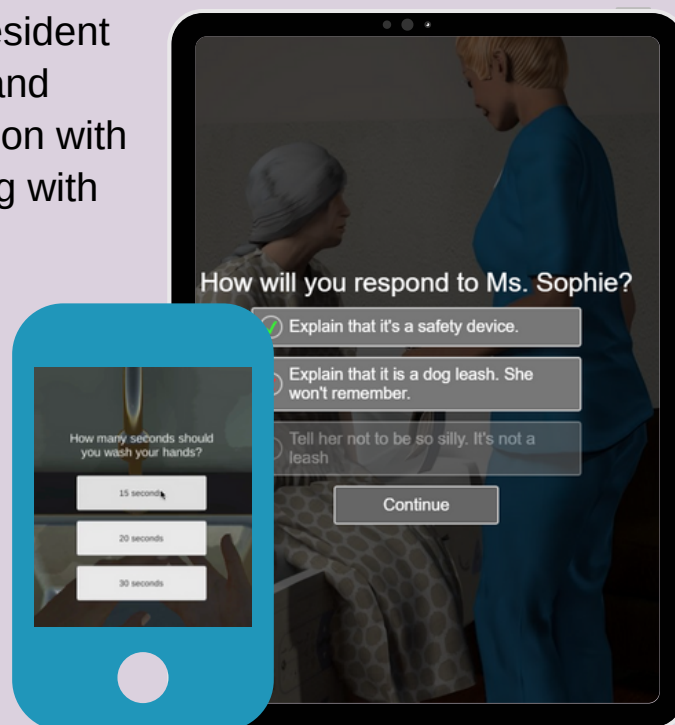 esident
and
on with
g with
How will you respond to Ms. Sophie?
Explain that it's a safety device.
Explain that it is a dog leash. She
won't remember.
Tell her not to be so silly. It's not a
leash
Continue
How many seconds should
you wash your hands?
15 seconds
20 seconds
30 seconds